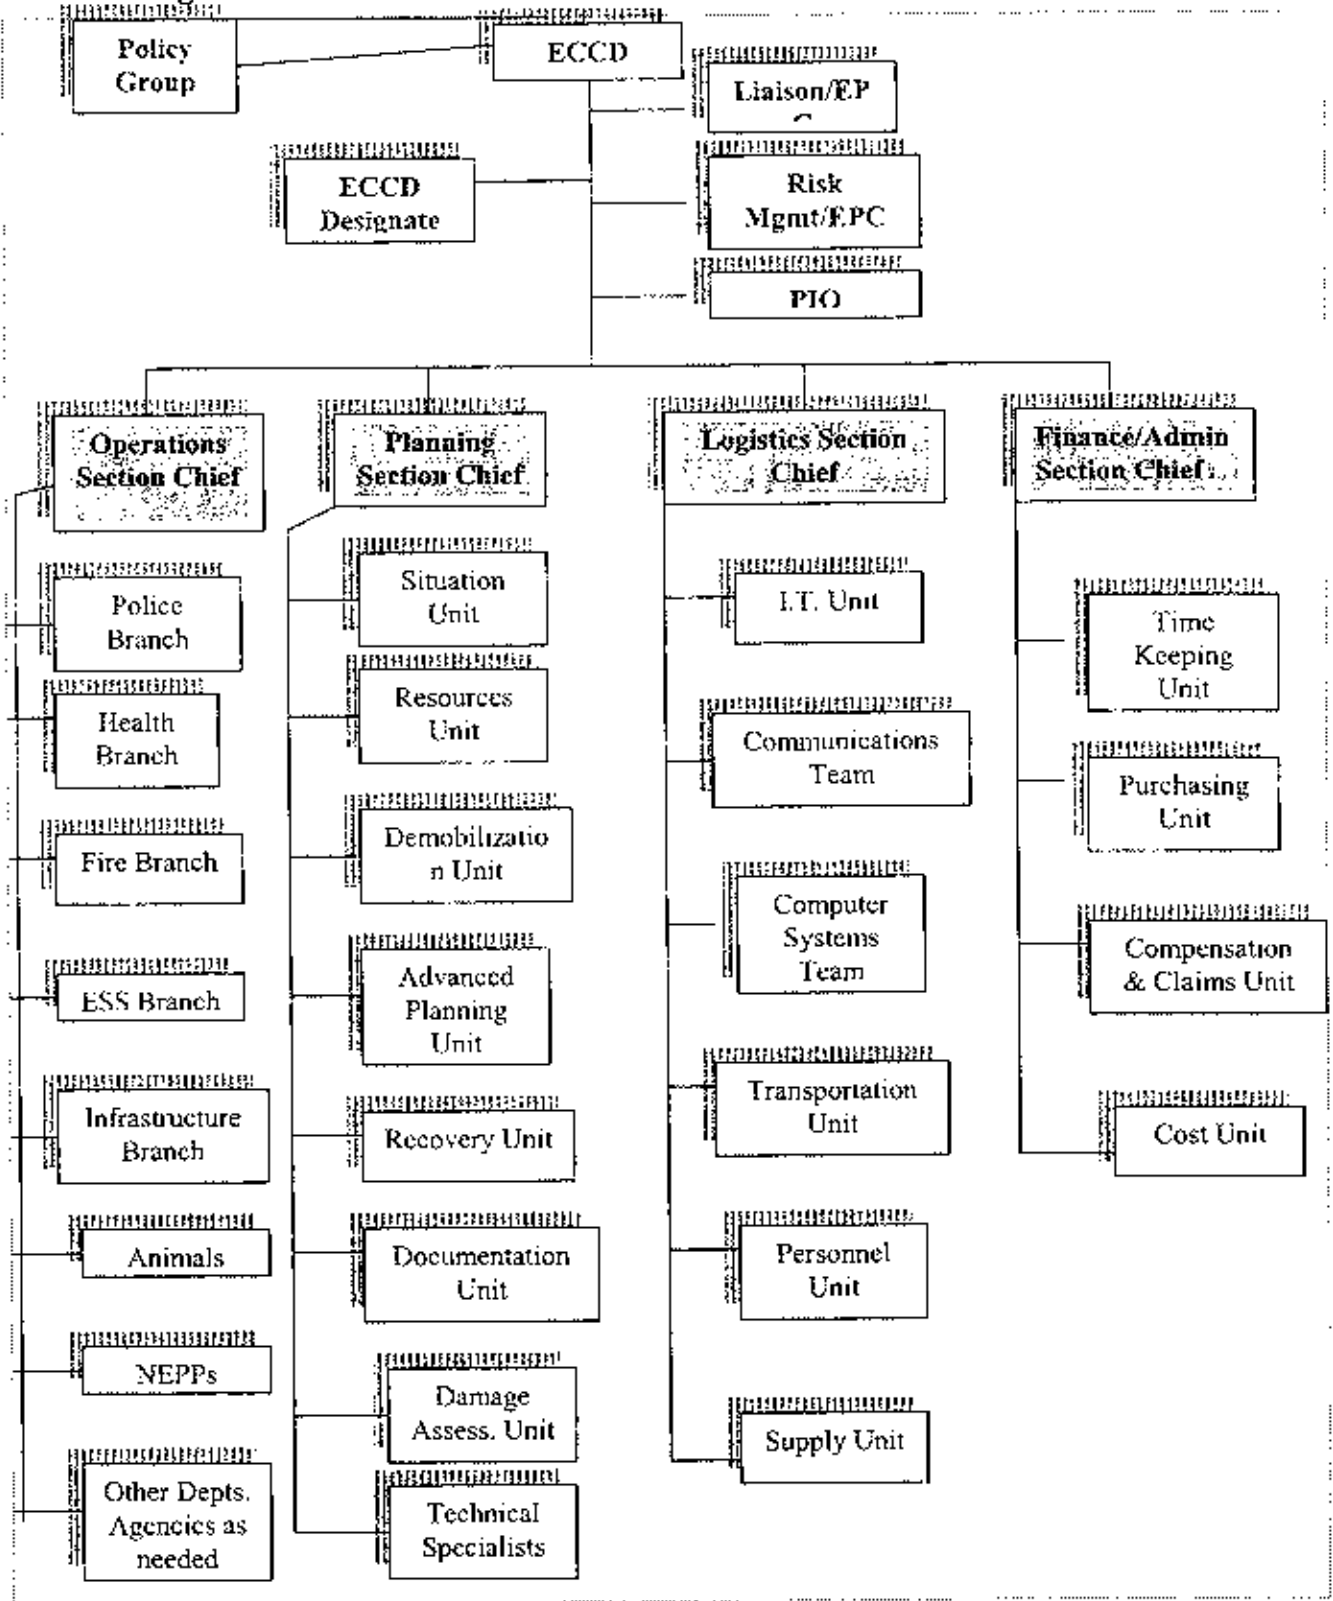 Policy
Group
ECCD
Liaison/EP
C
ECCD
Designate
Risk
Mgmt/EPC
PIO
Operations
Section Chief
Planning
Section Chief
Logistics Section
Chief
Finance/Admin
Section Chief
Police
Branch
Health
Branch
Fire Branch
ESS Branch
Infrastructure
Branch
Animals
NEPPs
Other Depts.
Agencies as
needed
Situation
Unit
Resources
Unit
Demobilizatio
n Unit
Advanced
Planning
Unit
Recovery Unit
Documentation
Unit
Damage
Assess. Unit
Technical
Specialists
I.T. Unit
Communications
Team
Computer
Systems
Team
Transportation
Unit
Personnel
Unit
Supply Unit
Time
Keeping
Unit
Purchasing
Unit
Compensation
& Claims Unit
Cost Unit